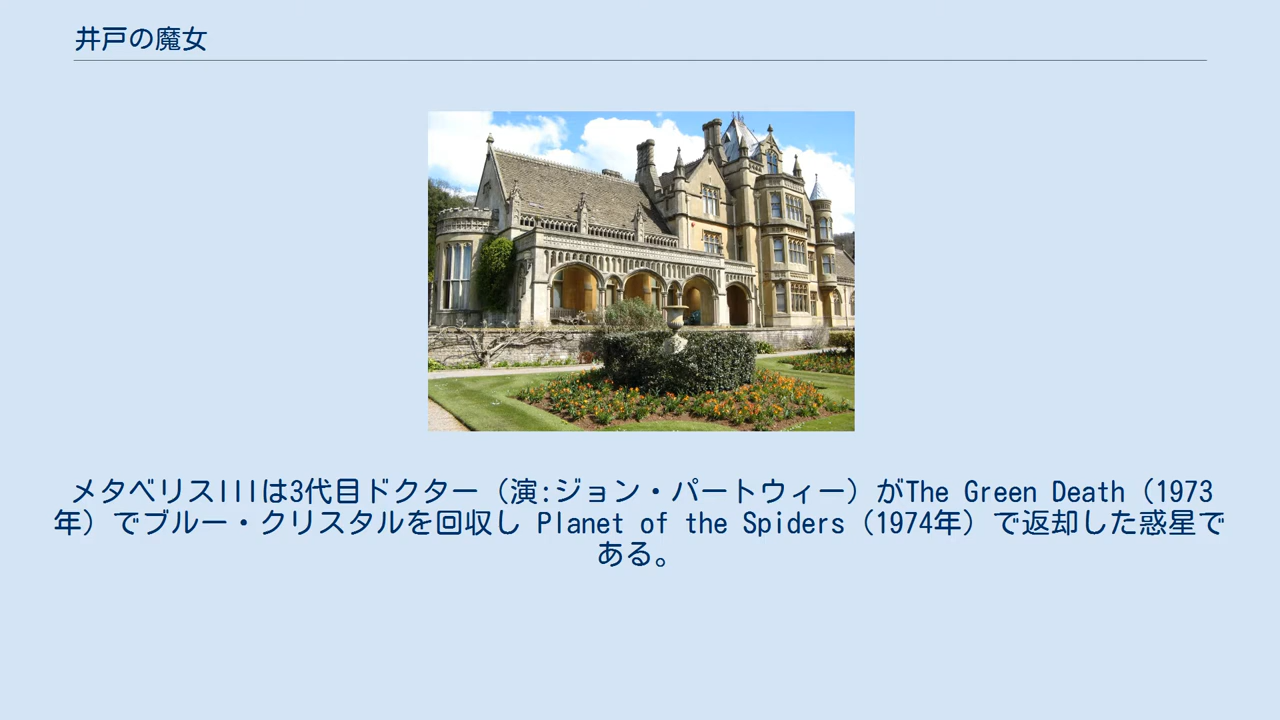 井戸の魔女
メタベリスIIIは3代目ドクター（演:ジョン・パートウィー）がThe Green Death（1973
年）でブルー・クリスタルを回収し Planet of the Spiders（1974年）で返却した惑星で
ある。